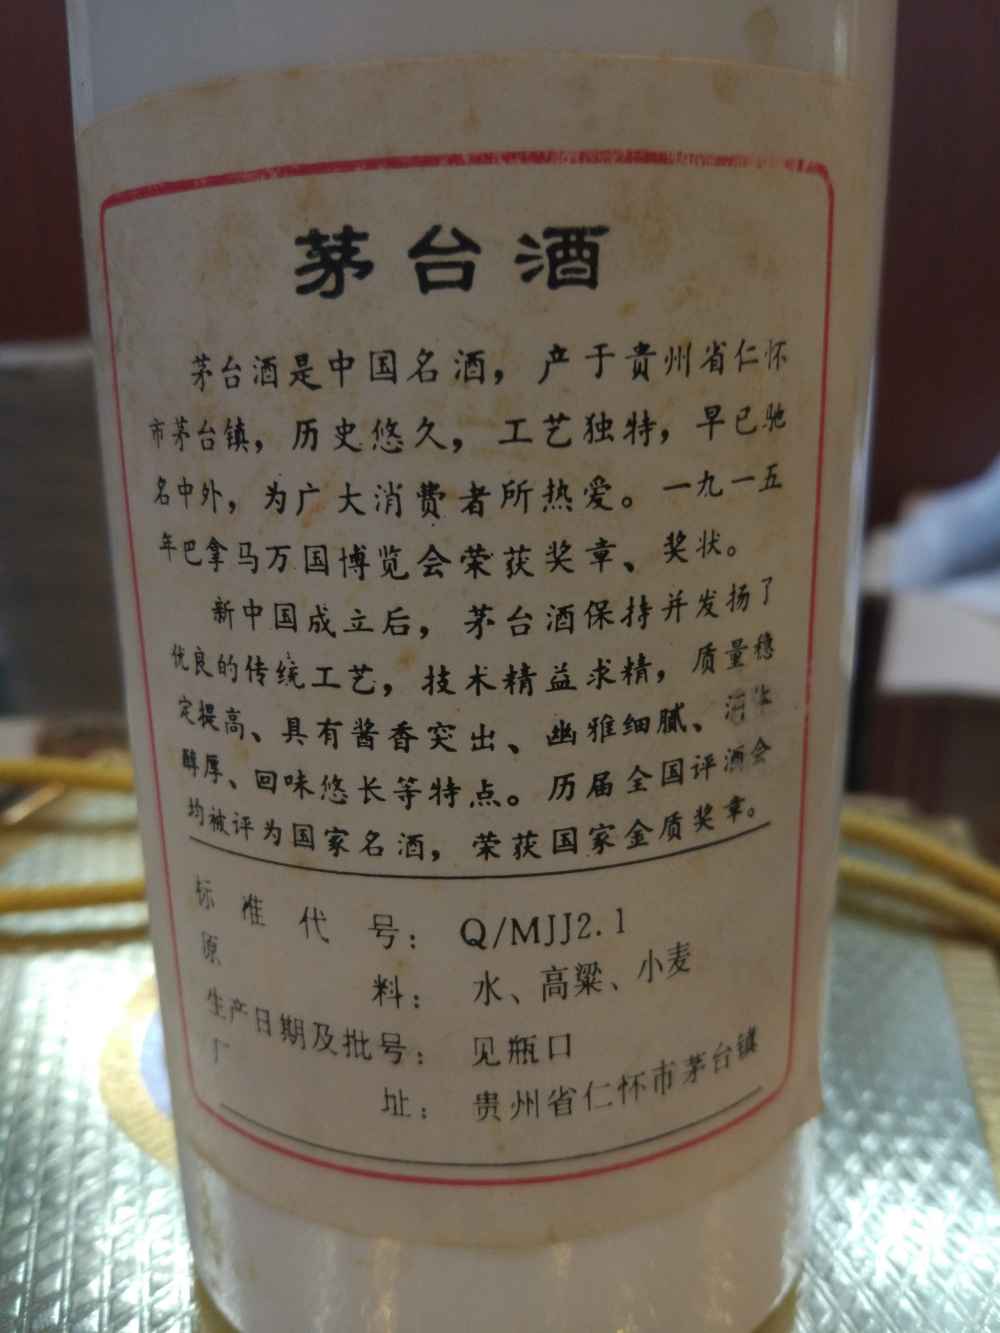 茅台酒
茅台酒是中国名酒，产于贵州省仁怀
市茅台镇，历史悠久，工艺独特，早已驰
名中外，为广大消费者所热爱。一九一五
年巴拿马万国博览会荣获奖章、奖状。
新中国成立后，茅台酒保持并发扬了
优良的传统工艺，技术精益求精，质量稳
定提高、具有酱香突出、幽雅细腻、
醇厚、回味悠长等特点。历届全国评酒会
均被评为国家名酒，荣获国家金质奖章。
标准代号：Q/MJJ2.1
原料：水、高粱、小麦
生产日期及批号：见瓶口
厂址：贵州省仁怀市茅台镇